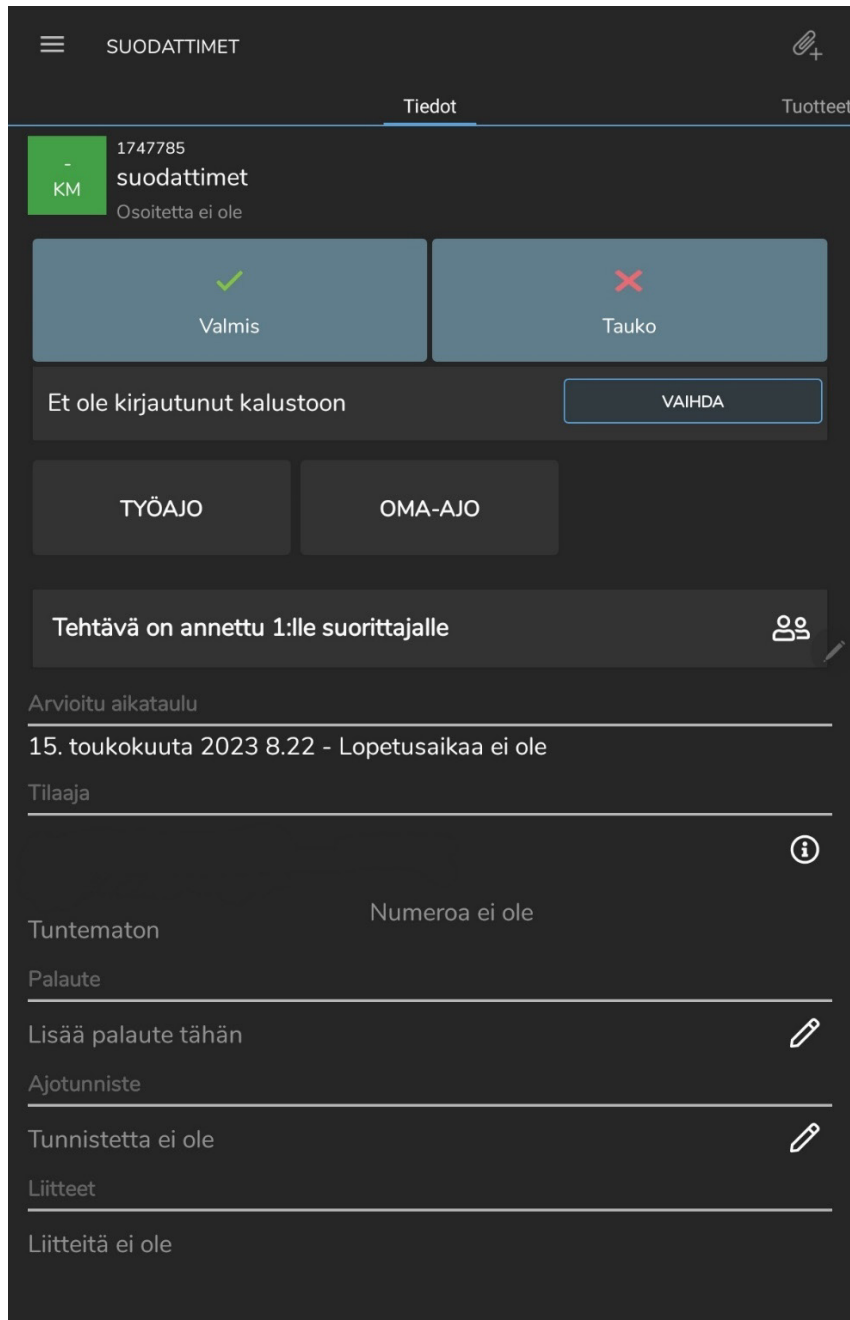 SUODATTIMET
Tiedot
Tuotteet
-
KM
1747785
suodattimet
Osoitetta ei ole
Valmis
Tauko
Et ole kirjautunut kalustoon
VAIHDA
TYÖAJO
OMA-AJO
Tehtävä on annettu 1:lle suorittajalle
Arvioitu aikataulu
15. toukokuuta 2023 8.22 - Lopetusaikaa ei ole
Tilaaja
Numeroa ei ole
Tuntematon
Palaute
Lisää palaute tähän
Ajotunniste
Tunnistetta ei ole
Liitteet
Liitteitä ei ole